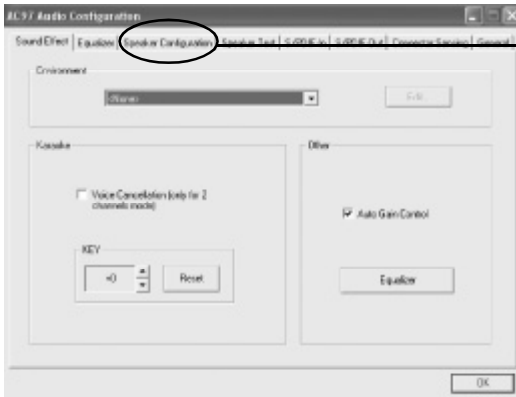 AC97 Audio Configuration
Sound Effect Equalizer Speaker Configuration Speaker Test S/PDIF In S/PDIF Out Connector Sensing General
Environment
<None>
Edit
Karaoke
Voice Cancellation (only for 2
channels mode)
KEY
+0
Reset
Other
Auto Gain Control
Equalizer
OK